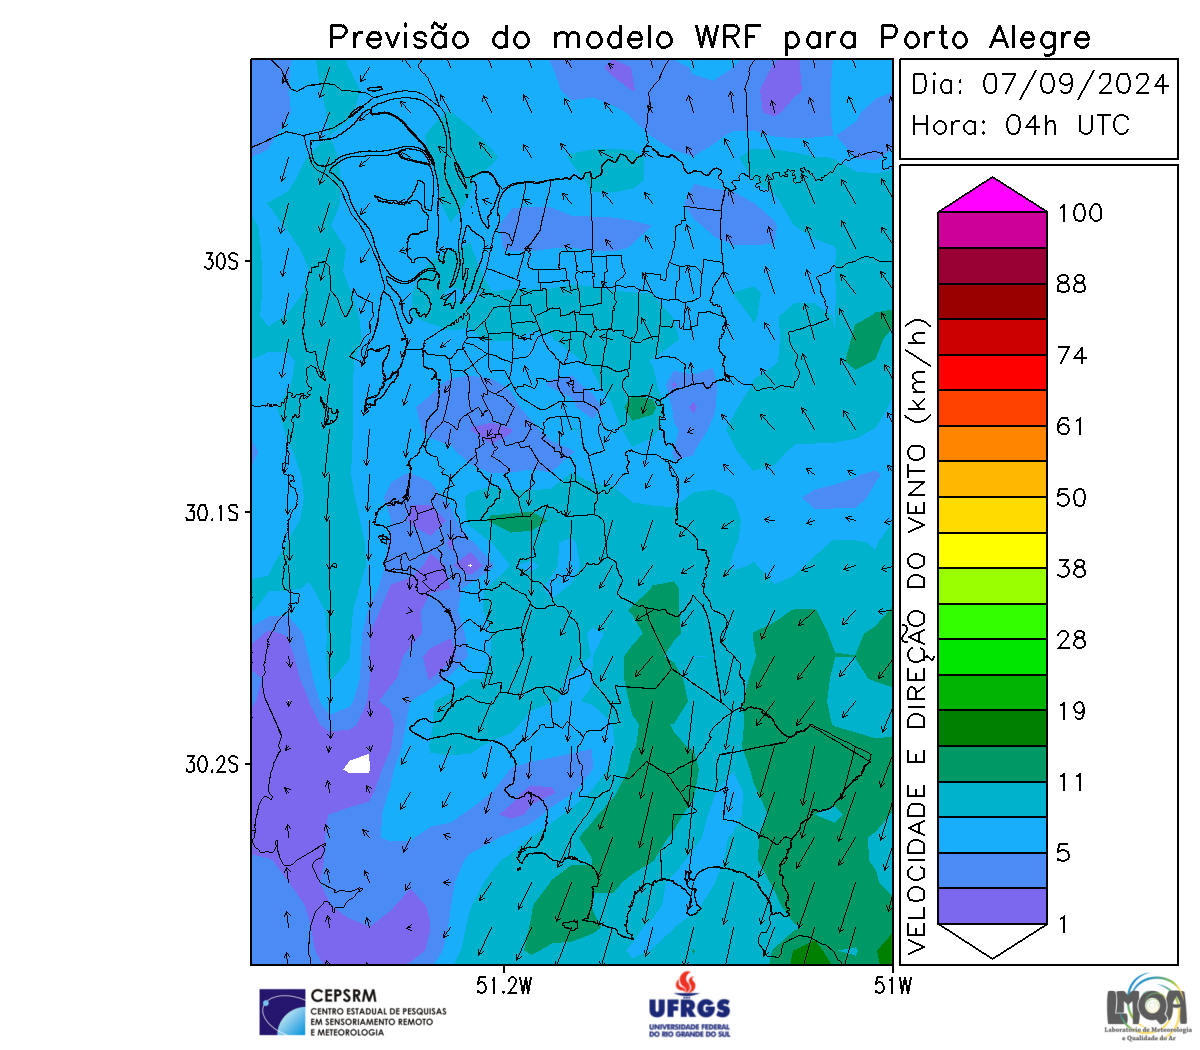 Previsão do modelo WRF para Porto Alegre
Dia: 07/09/2024
Hora: 04h UTC
30S
30.1S
30.2S
51.2W
51W
VELOCIDADE E DIREÇÃO DO VENTO (km/h)
100
88
74
61
50
38
28
19
11
5
1
CEPSRM
CENTRO ESTADUAL DE PESQUISAS
EM SENSORIAMENTO REMOTO
E METEOROLOGIA
UFRGS
UNIVERSIDADE FEDERAL
DO RIO GRANDE DO SUL
LMQA
Laboratório de Meteorologia
e Qualidade do Ar